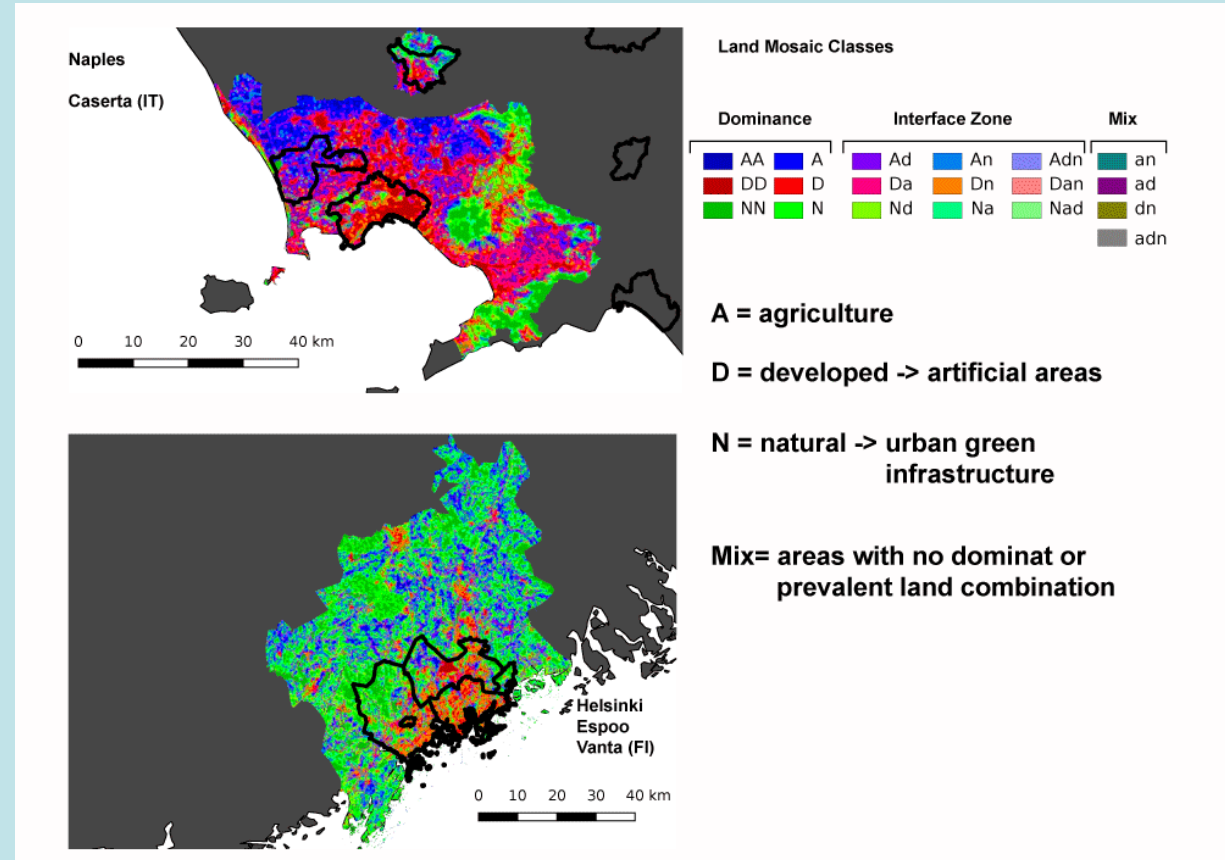 Naples
Caserta (IT)
0 10 20 30 40 km
Land Mosaic Classes
Dominance Interface Zone Mix
AA A Ad An Adn an
DD D Da Dn Dan ad
NN N Nd Na Nad dn
adn
A = agriculture
D = developed -> artificial areas
N = natural -> urban green
infrastructure
Mix= areas with no dominat or
prevalent land combination
Helsinki
Espoo
Vanta (FI)
0 10 20 30 40 km